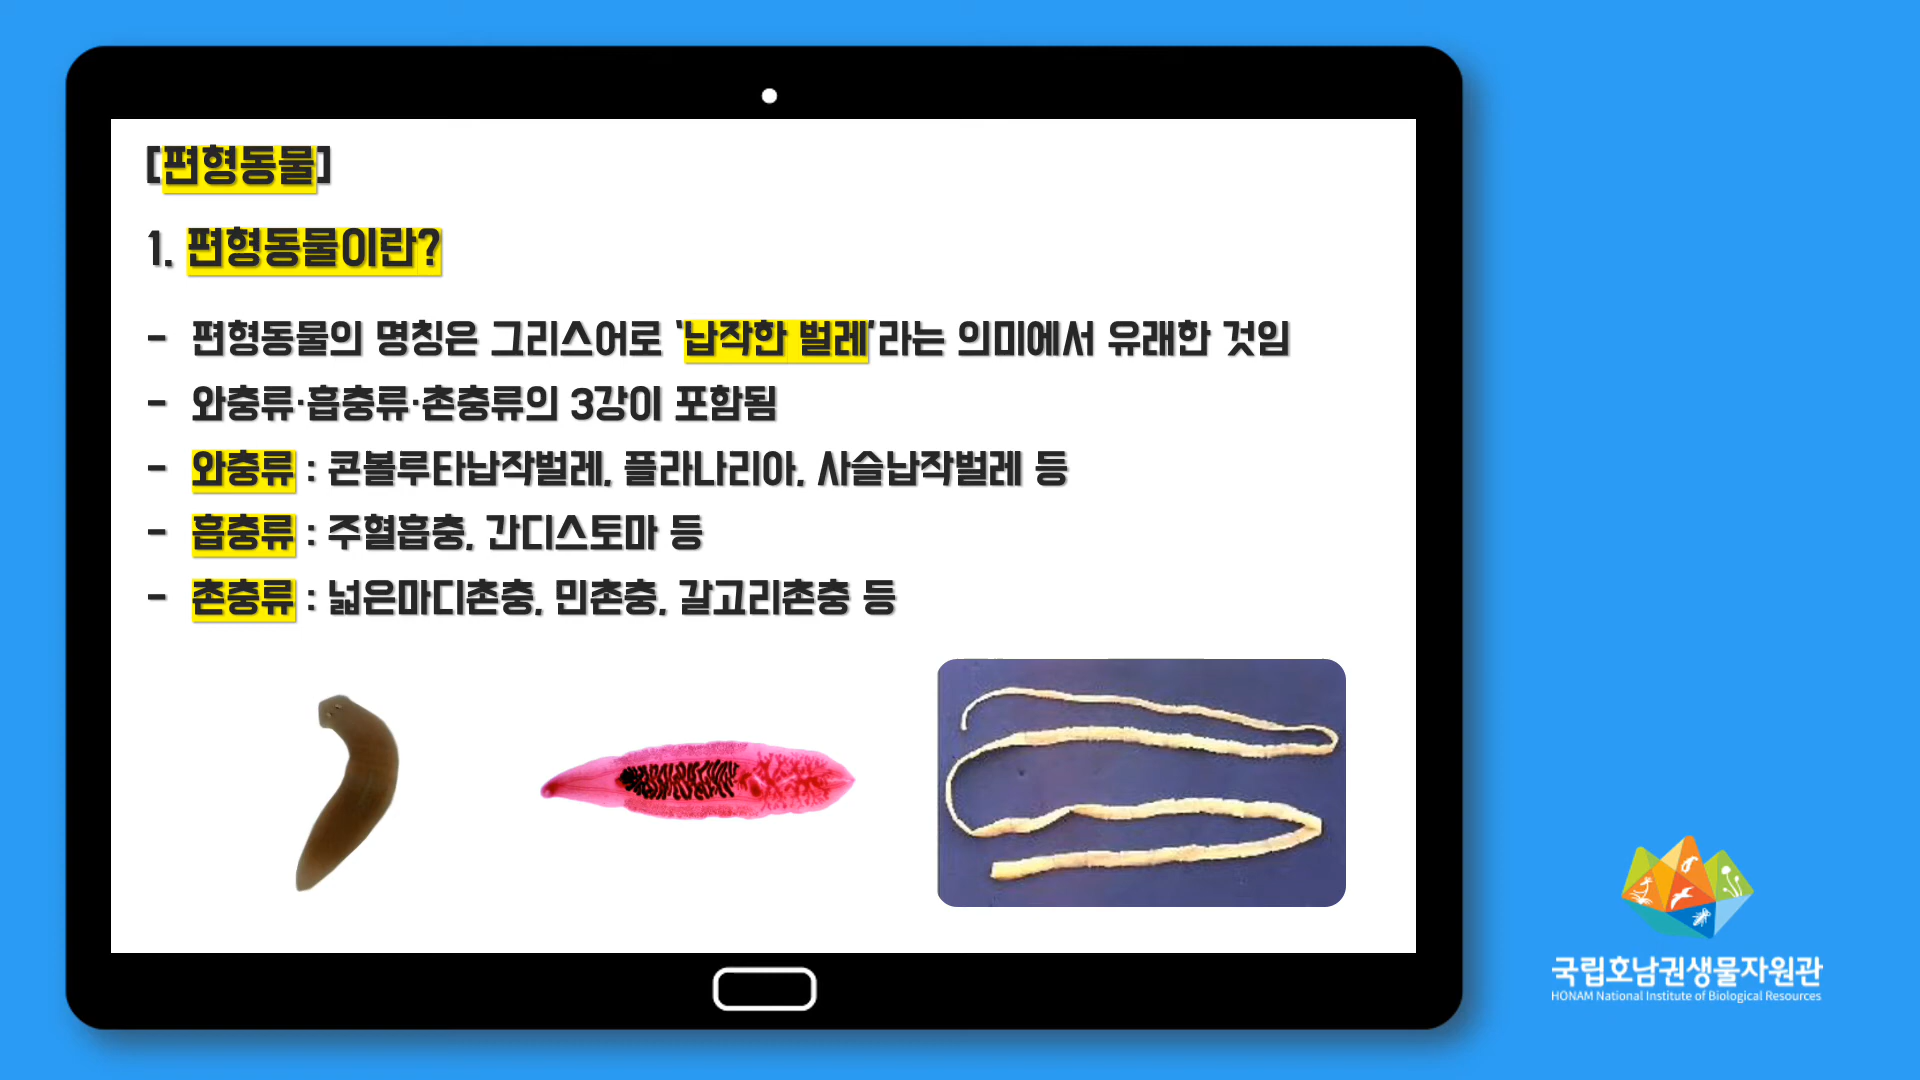 [편형동물]
1. 편형동물이란?
- 편형동물의 명칭은 그리스어로 '납작한 벌레'라는 의미에서 유래한 것임
- 와충류·흡충류·촌충류의 3강이 포함됨
- 와충류 : 콘볼루타납작벌레, 플라나리아, 사슬납작벌레 등
- 흡충류 : 주혈흡충, 간디스토마 등
- 촌충류 : 넓은마디촌충, 민촌충, 갈고리촌충 등
국립호남권생물자원관
HONAM National Institute of Biological Resources